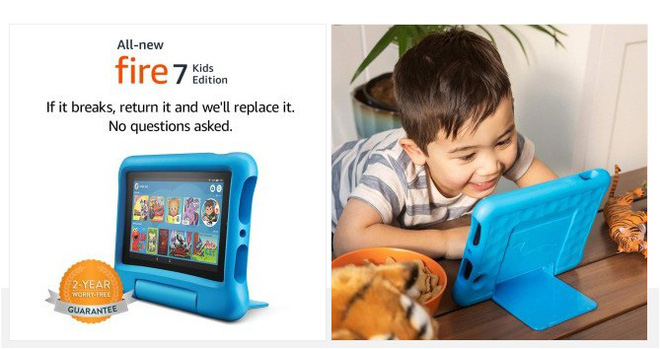 All-new
fire 7 Kids
Edition
If it breaks, return it and we'll replace it.
No questions asked.
2-YEAR
WORRY-FREE
GUARANTEE